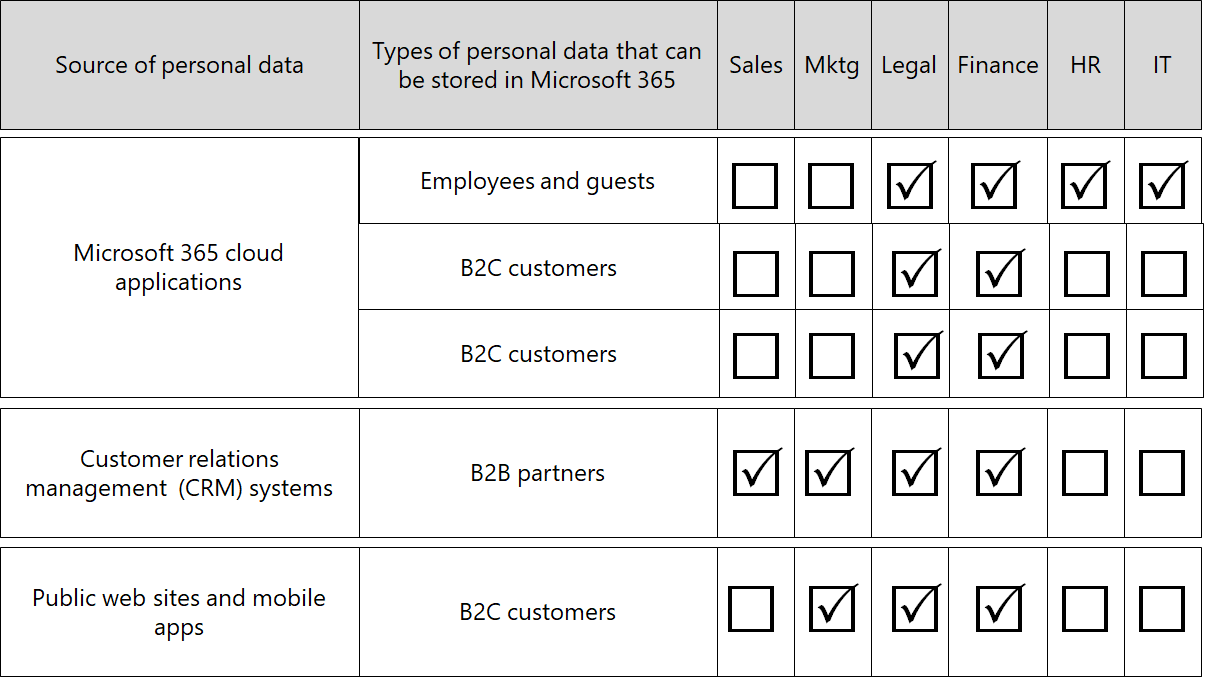 Source of personal data
Types of personal data that can
be stored in Microsoft 365
Sales
Mktg
Legal
Finance
HR
IT
Microsoft 365 cloud
applications
Employees and guests
B2C customers
B2C customers
Customer relations
management (CRM) systems
B2B partners
Public web sites and mobile
apps
B2C customers